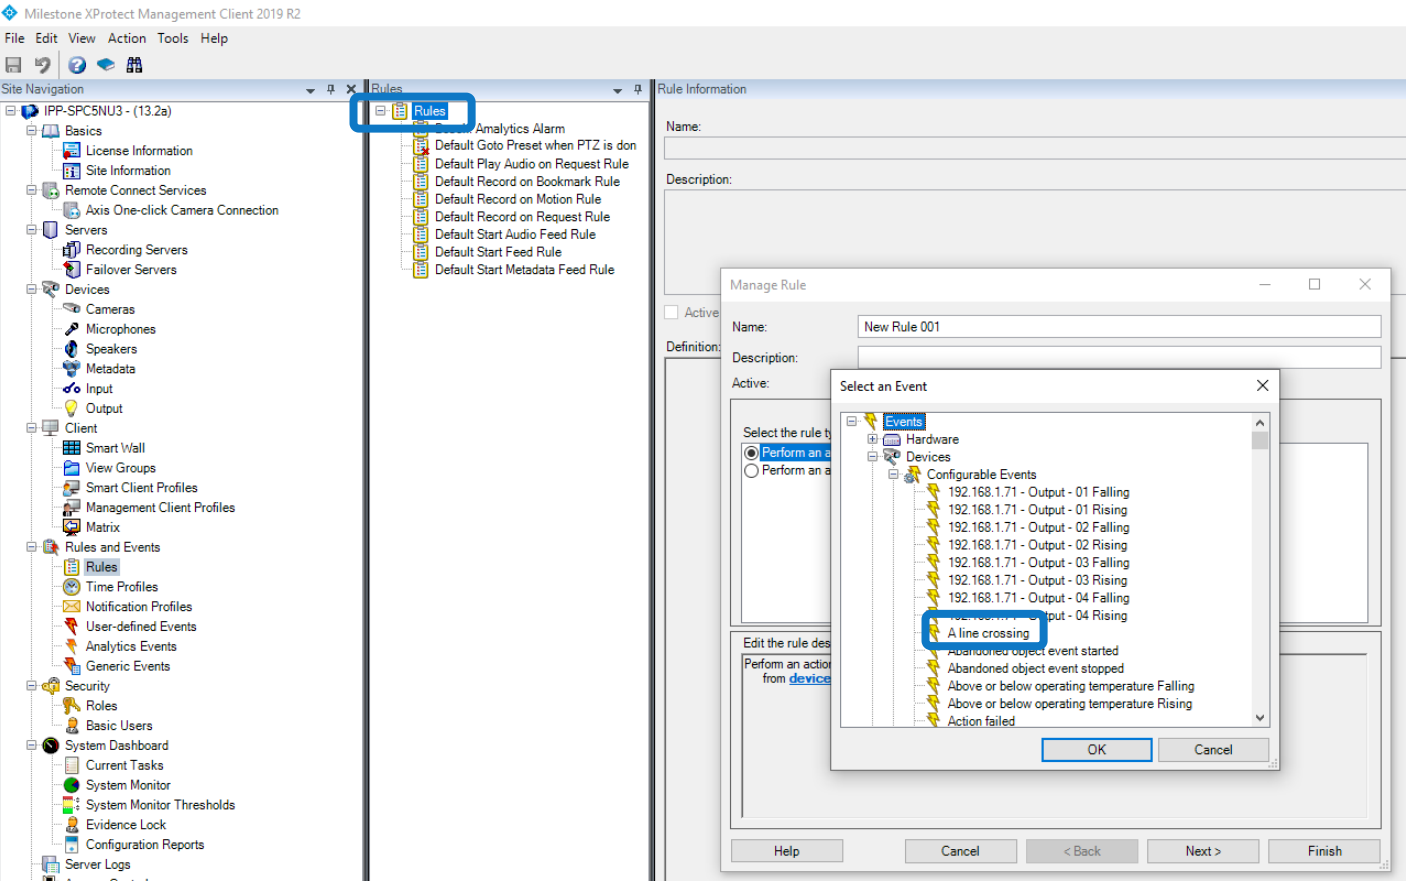 Milestone XProtect Management Client 2019 R2
File Edit View Action Tools Help
Site Navigation
IPP-SPC5NU3 - (13.2a)
Basics
License Information
Site Information
Remote Connect Services
Axis One-click Camera Connection
Servers
Recording Servers
Failover Servers
Devices
Cameras
Microphones
Speakers
Metadata
Input
Output
Client
Smart Wall
View Groups
Smart Client Profiles
Management Client Profiles
Matrix
Rules and Events
Rules
Time Profiles
Notification Profiles
User-defined Events
Analytics Events
Generic Events
Security
Roles
Basic Users
System Dashboard
Current Tasks
System Monitor
System Monitor Thresholds
Evidence Lock
Configuration Reports
Server Logs
Rules
Rules
Amalytics Alarm
Default Goto Preset when PTZ is don
Default Play Audio on Request Rule
Default Record on Bookmark Rule
Default Record on Motion Rule
Default Record on Request Rule
Default Start Audio Feed Rule
Default Start Feed Rule
Default Start Metadata Feed Rule
Rule Information
Name:
Description:
Active
Definition:
Manage Rule
Name:
New Rule 001
Description:
Active:
Select the rule ty
Perform an a
Perform an a
Edit the rule des
Perform an action
from device
Help Cancel < Back Next > Finish
Select an Event
Events
Hardware
Devices
Configurable Events
192.168.1.71 - Output - 01 Falling
192.168.1.71 - Output - 01 Rising
192.168.1.71 - Output - 02 Falling
192.168.1.71 - Output - 02 Rising
192.168.1.71 - Output - 03 Falling
192.168.1.71 - Output - 03 Rising
192.168.1.71 - Output - 04 Falling
192.168.1.71 - Output - 04 Rising
A line crossing
Abandoned object event started
Abandoned object event stopped
Above or below operating temperature Falling
Above or below operating temperature Rising
Action failed
OK Cancel